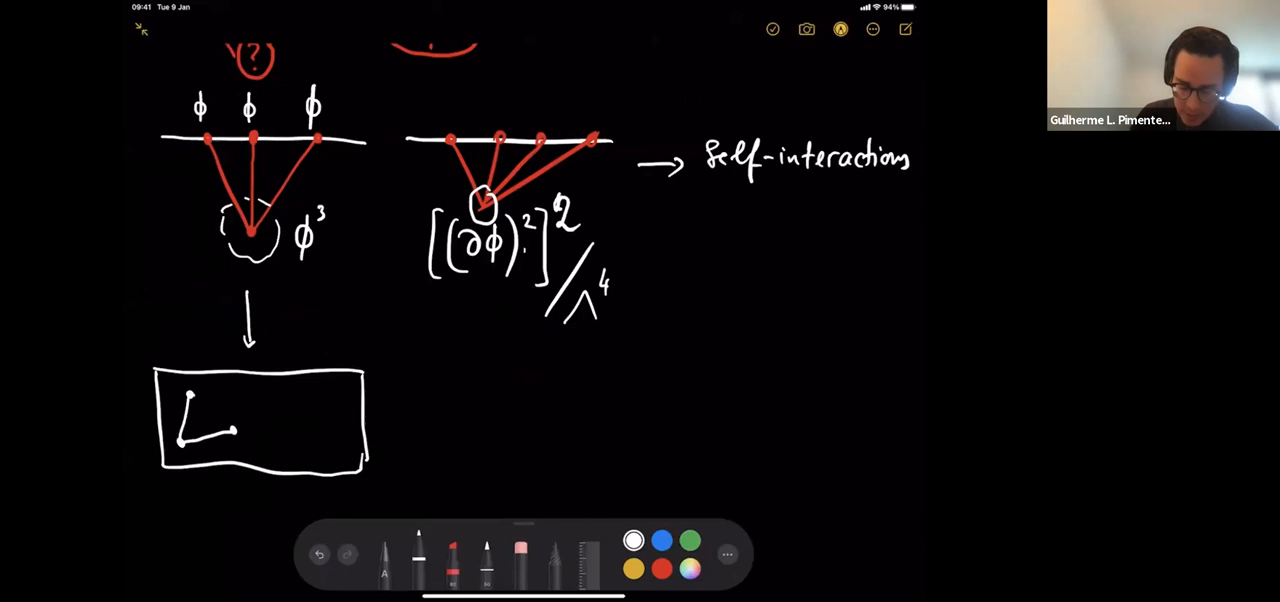 09:41 Tue 9 Jan
94%
?
ϕ ϕ ϕ
→ Self-interactions
ϕ³
[(∂ϕ)²]²/Λ⁴
Guilherme L. Pimente...
A